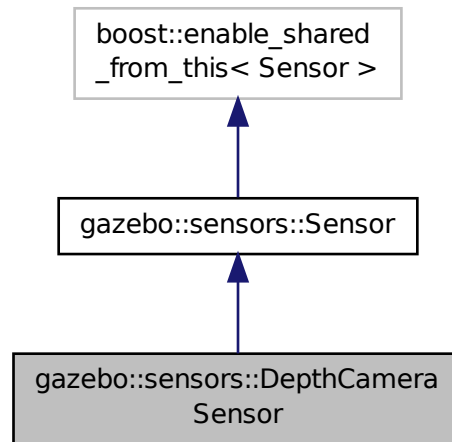 boost::enable_shared
_from_this< Sensor >
gazebo::sensors::Sensor
gazebo::sensors::DepthCamera
Sensor